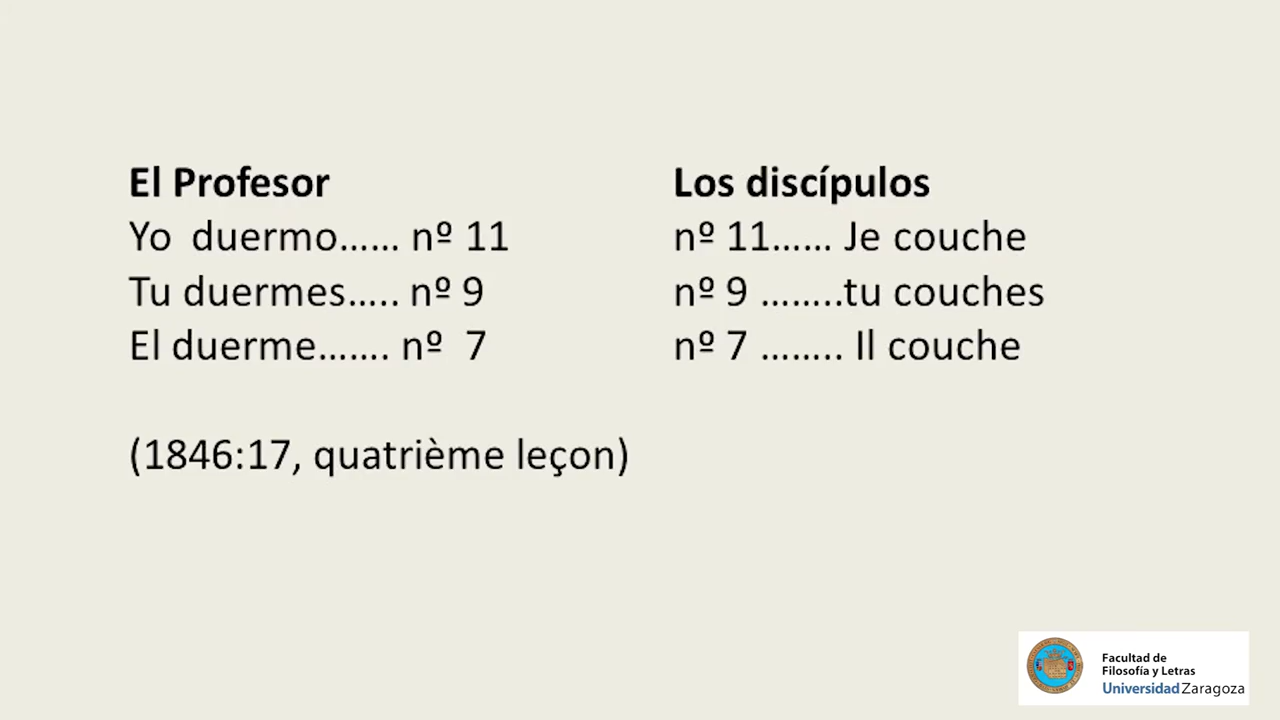 El Profesor
Yo duermo...... nº 11
Tu duermes..... nº 9
El duerme....... nº 7
Los discípulos
nº 11...... Je couche
nº 9 ........tu couches
nº 7 ........ Il couche
(1846:17, quatrième leçon)
Facultad de
Filosofía y Letras
Universidad Zaragoza